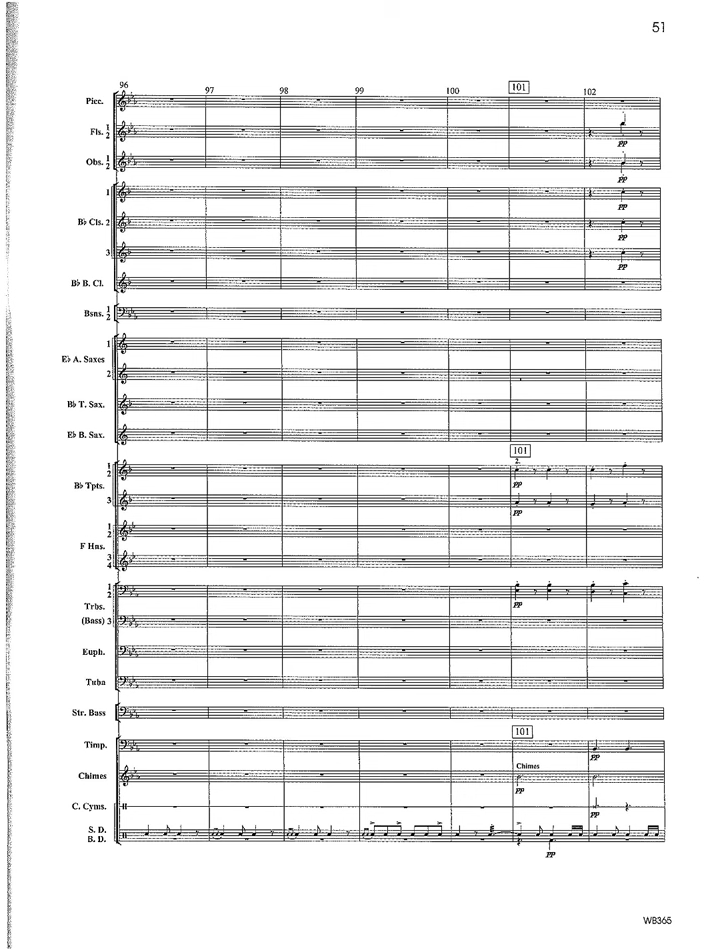 51
96 97 98 99 100 101 102
Picc.
Fls. 1 2
pp
Obs. 1 2
pp
1
pp
B♭ Cls. 2
pp
3
pp
B♭ B. Cl.
Bsns. 1 2
1
E♭ A. Saxes
2
B♭ T. Sax.
E♭ B. Sax.
101
1 2 2.
B♭ Tpts.
pp
3
pp
1 2
F Hns.
3 4
1 2
Trbs.
pp
(Bass) 3
Euph.
Tuba
Str. Bass
101
Timp.
pp
Chimes
Chimes
pp
C. Cyms.
pp
S. D.
B. D.
pp
WB365